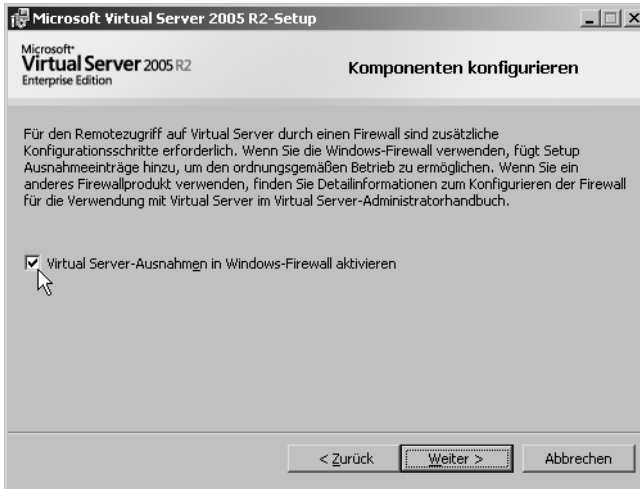 Microsoft Virtual Server 2005 R2-Setup
Microsoft
Virtual Server 2005 R2
Enterprise Edition
Komponenten konfigurieren
Für den Remotezugriff auf Virtual Server durch einen Firewall sind zusätzliche
Konfigurationsschritte erforderlich. Wenn Sie die Windows-Firewall verwenden, fügt Setup
Ausnahmeeinträge hinzu, um den ordnungsgemäßen Betrieb zu ermöglichen. Wenn Sie ein
anderes Firewallprodukt verwenden, finden Sie Detailinformationen zum Konfigurieren der Firewall
für die Verwendung mit Virtual Server im Virtual Server-Administratorhandbuch.
Virtual Server-Ausnahmen in Windows-Firewall aktivieren
< Zurück
Weiter >
Abbrechen